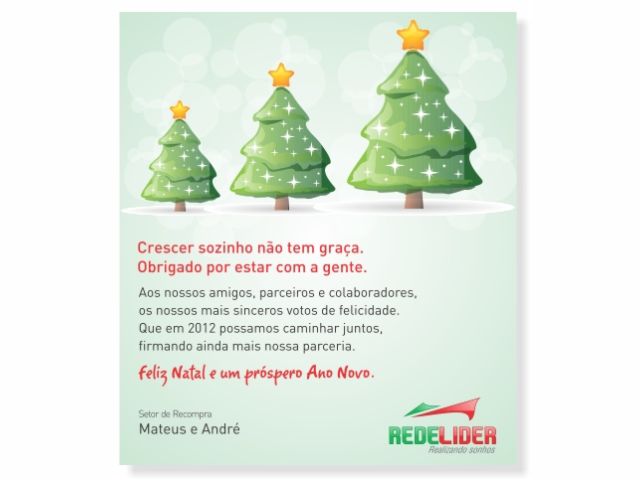 Crescer sozinho não tem graça.
Obrigado por estar com a gente.
Aos nossos amigos, parceiros e colaboradores,
os nossos mais sinceros votos de felicidade.
Que em 2012 possamos caminhar juntos,
firmando ainda mais nossa parceria.
Feliz Natal e um próspero Ano Novo.
Setor de Recompra
Mateus e André
REDELIDER
Realizando sonhos